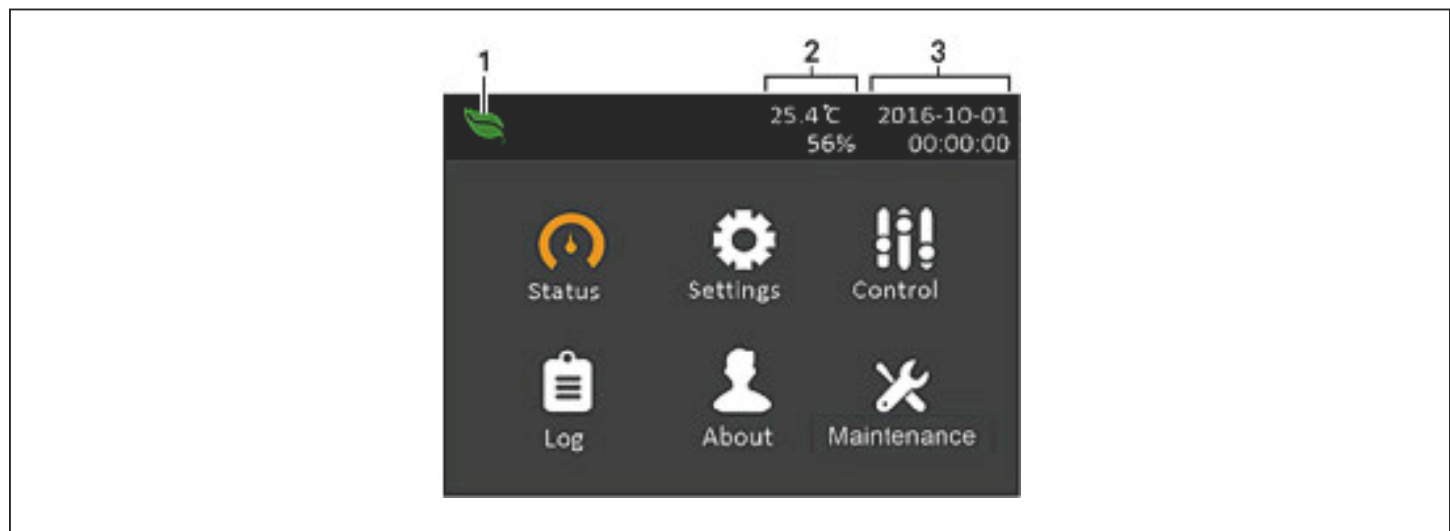 1 2 3
25.4℃ 2016-10-01
56% 00:00:00
Status Settings Control
Log About Maintenance